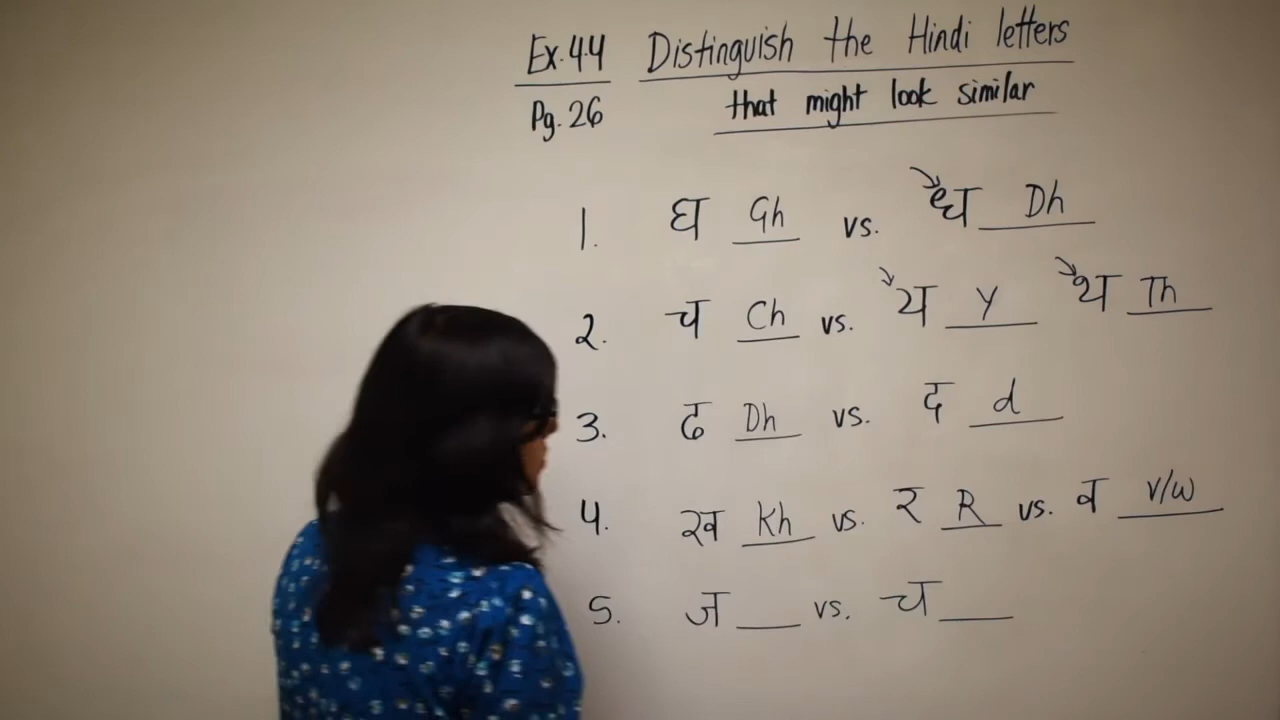 Ex.4.4 Distinguish the Hindi letters
Pg. 26 that might look similar
1. घ Gh vs. ध Dh
2. च Ch vs. य Y थ Th
3. ढ Dh vs. द d
4. ख Kh vs. र R vs. व v/w
5. ज ___ vs. च ___